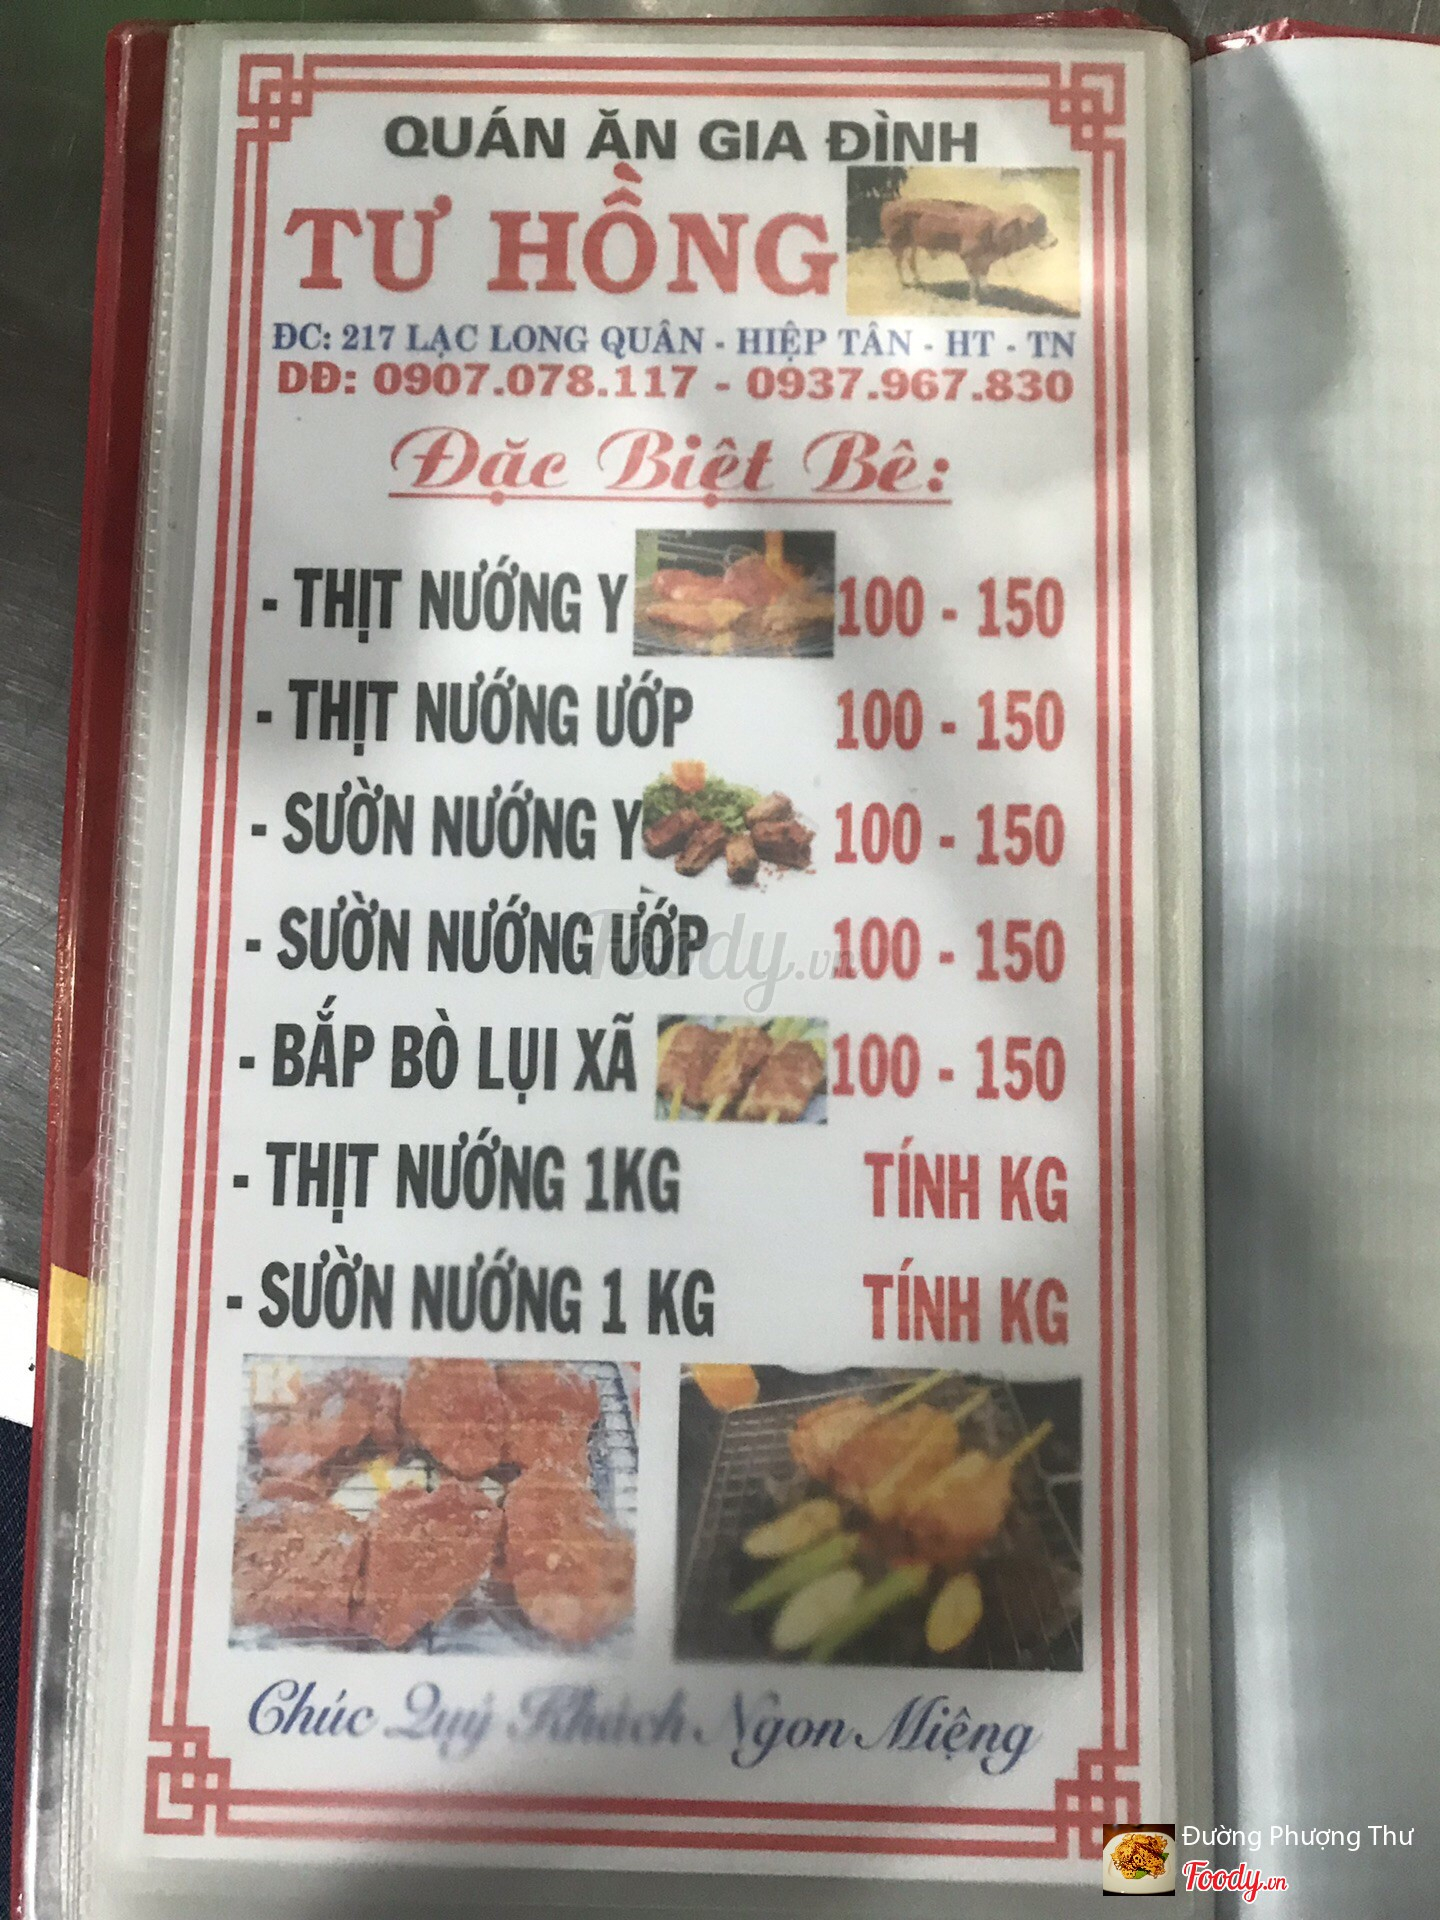 QUÁN ĂN GIA ĐÌNH
TƯ HỒNG
ĐC: 217 LẠC LONG QUÂN - HIỆP TÂN - HT - TN
DĐ: 0907.078.117 - 0937.967.830
Đặc Biệt Bê:
- THỊT NƯỚNG Y 100 - 150
- THỊT NƯỚNG ƯỚP 100 - 150
- SƯỜN NƯỚNG Y 100 - 150
- SƯỜN NƯỚNG ƯỚP 100 - 150
Foody.vn
- BẮP BÒ LỤI XÃ 100 - 150
- THỊT NƯỚNG 1KG TÍNH KG
- SƯỜN NƯỚNG 1 KG TÍNH KG
K
Chúc Quý Khách Ngon Miệng
Đường Phượng Thư
Foody.vn